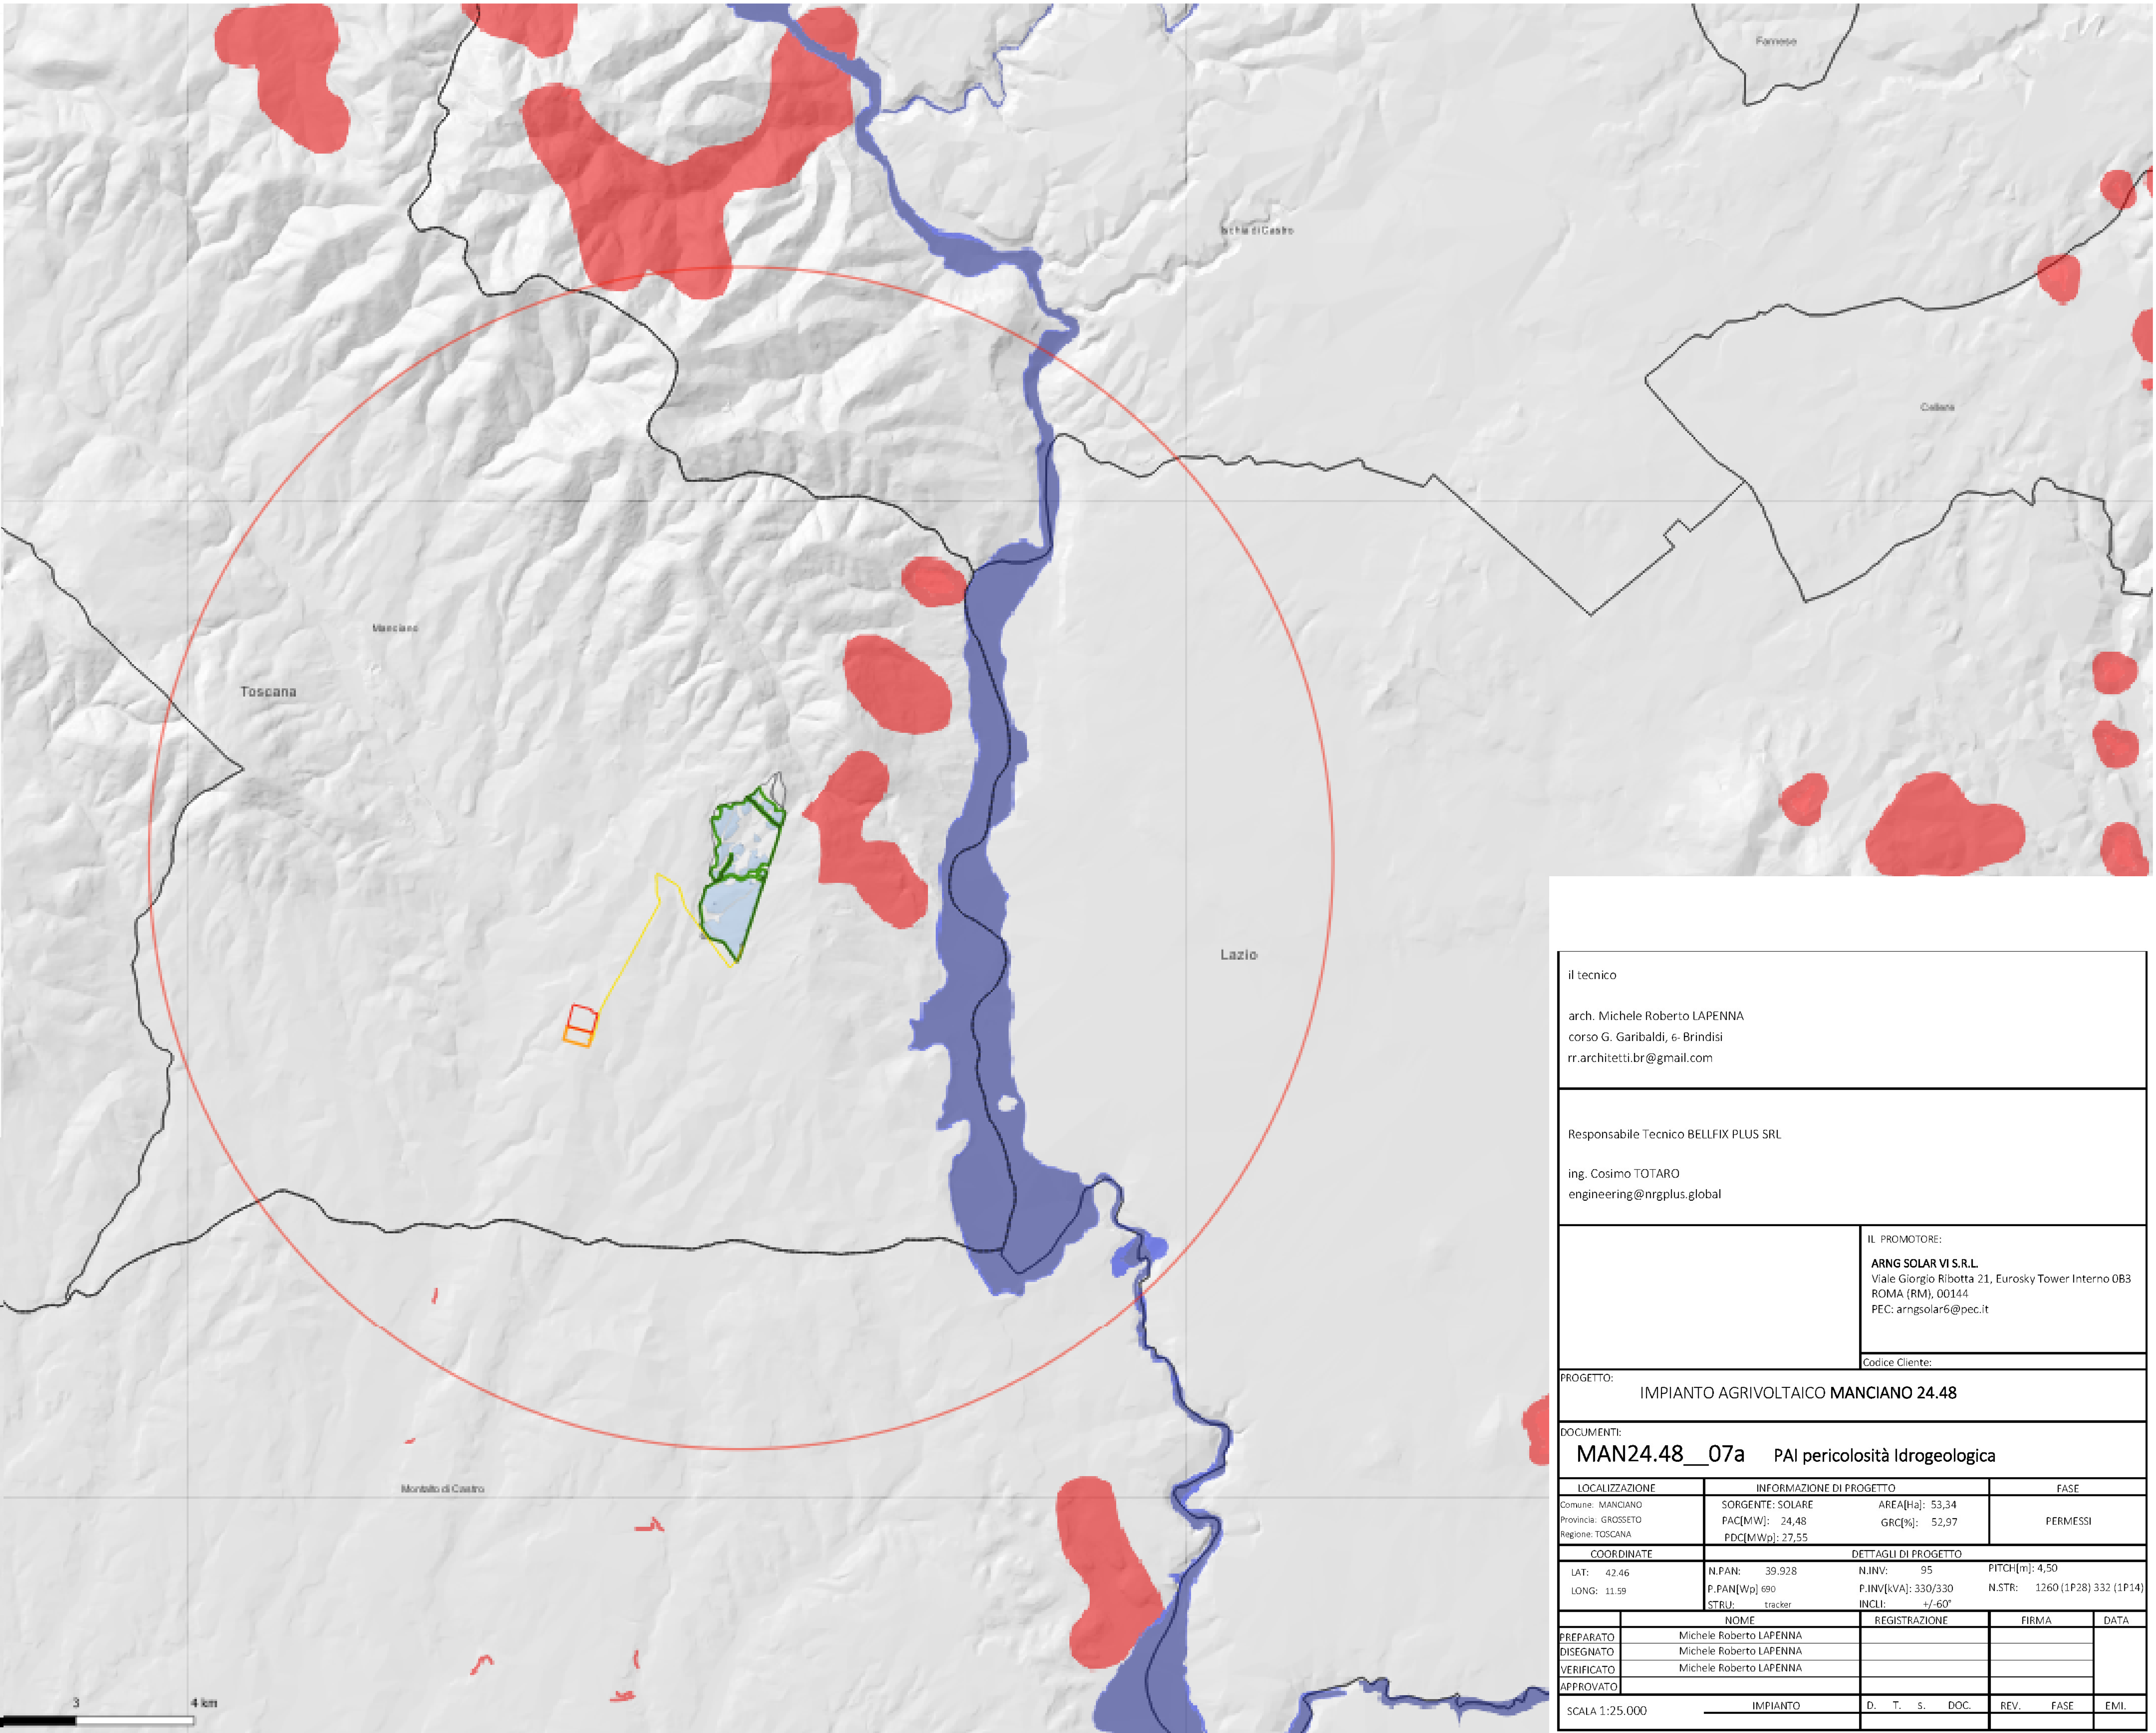 Farnese
Ischia di Castro
Cellere
Manciano
Toscana
Lazio
Montalto di Castro
3 4 km
il tecnico
arch. Michele Roberto LAPENNA
corso G. Garibaldi, 6- Brindisi
rr.architetti.br@gmail.com
Responsabile Tecnico BELLFIX PLUS SRL
ing. Cosimo TOTARO
engineering@nrgplus.global
IL PROMOTORE:
ARNG SOLAR VI S.R.L.
Viale Giorgio Ribotta 21, Eurosky Tower Interno 0B3
ROMA (RM), 00144
PEC: arngsolar6@pec.it
Codice Cliente:
PROGETTO:
IMPIANTO AGRIVOLTAICO MANCIANO 24.48
DOCUMENTI:
MAN24.48__07a PAI pericolosità Idrogeologica
LOCALIZZAZIONE INFORMAZIONE DI PROGETTO FASE
Comune: MANCIANO SORGENTE: SOLARE AREA[Ha]: 53,34
Provincia: GROSSETO PAC[MW]: 24,48 GRC[%]: 52,97 PERMESSI
Regione: TOSCANA PDC[MWp]: 27,55
COORDINATE DETTAGLI DI PROGETTO
LAT: 42.46 N.PAN: 39.928 N.INV: 95 PITCH[m]: 4,50
LONG: 11.59 P.PAN[Wp] 690 P.INV[kVA]: 330/330 N.STR: 1260 (1P28) 332 (1P14)
STRU: tracker INCLI: +/-60°
NOME REGISTRAZIONE FIRMA DATA
PREPARATO Michele Roberto LAPENNA
DISEGNATO Michele Roberto LAPENNA
VERIFICATO Michele Roberto LAPENNA
APPROVATO
SCALA 1:25.000 IMPIANTO D. T. s. DOC. REV. FASE EMI.